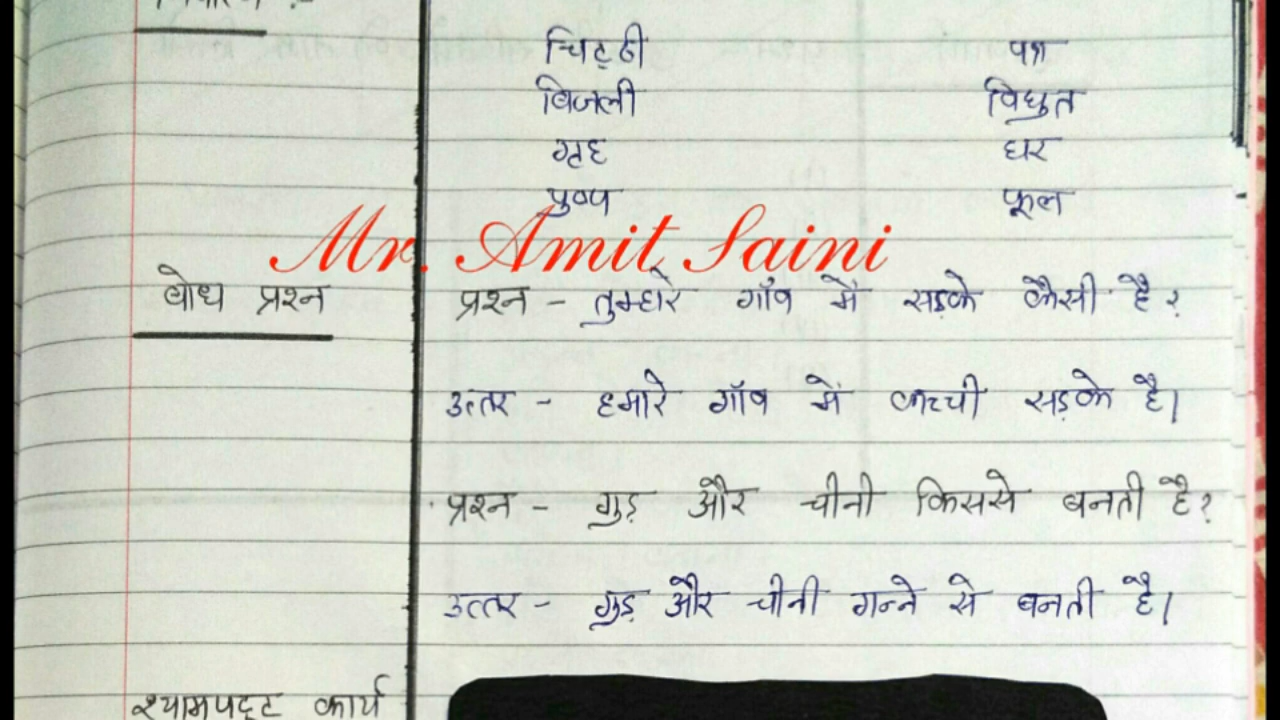 चिट्ठी पत्र
बिजली विधुत
गृह घर
पुष्प फूल
Mr. Amit Saini
बोध प्रश्न प्रश्न - तुम्हारे गाँव में सड़के कैसी है?
उत्तर - हमारे गाँव में कच्ची सड़के है।
प्रश्न - गुड़ और चीनी किससे बनती है?
उत्तर - गुड़ और चीनी गन्ने से बनती है।
श्यामपट्ट कार्य